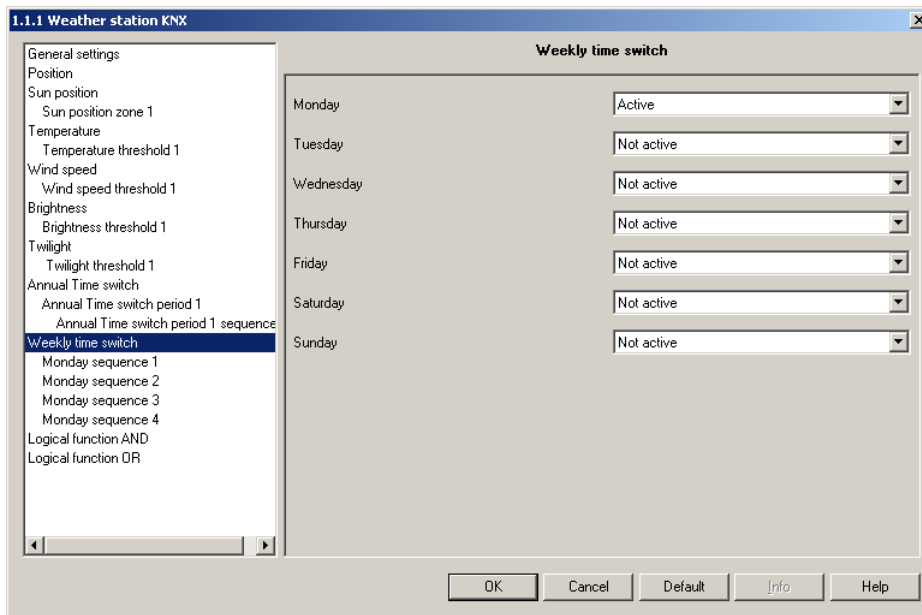 1.1.1 Weather station KNX
General settings
Position
Sun position
Sun position zone 1
Temperature
Temperature threshold 1
Wind speed
Wind speed threshold 1
Brightness
Brightness threshold 1
Twilight
Twilight threshold 1
Annual Time switch
Annual Time switch period 1
Annual Time switch period 1 sequence
Weekly time switch
Monday sequence 1
Monday sequence 2
Monday sequence 3
Monday sequence 4
Logical function AND
Logical function OR
Weekly time switch
Monday Active
Tuesday Not active
Wednesday Not active
Thursday Not active
Friday Not active
Saturday Not active
Sunday Not active
OK Cancel Default Info Help